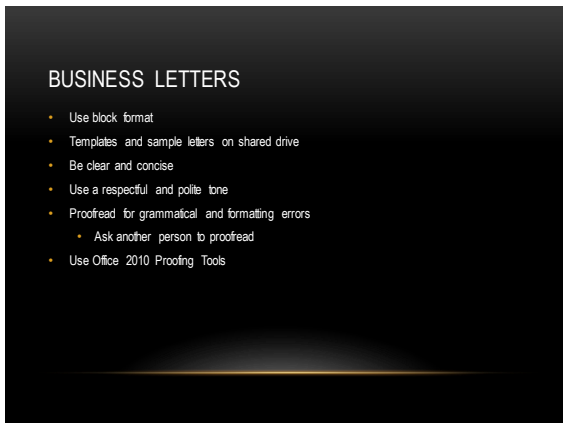 BUSINESS LETTERS
• Use block format
• Templates and sample letters on shared drive
• Be clear and concise
• Use a respectful and polite tone
• Proofread for grammatical and formatting errors
• Ask another person to proofread
• Use Office 2010 Proofing Tools